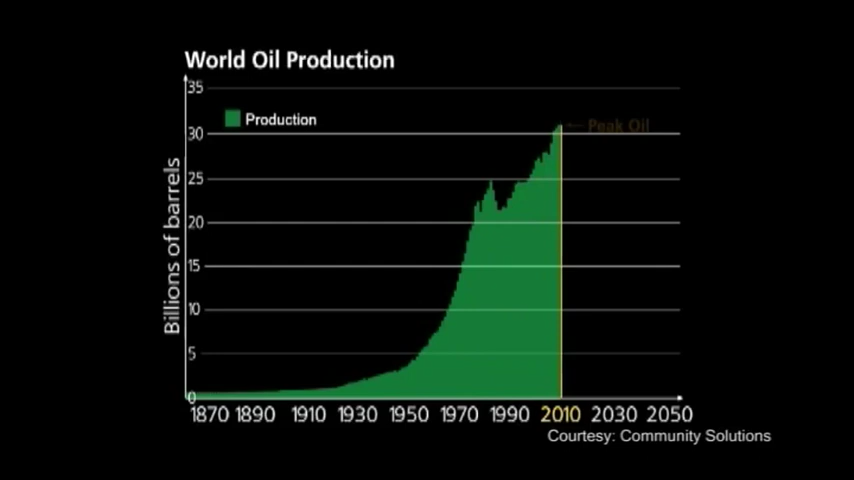 World Oil Production
35
Production
← Peak Oil
30
25
20
15
10
5
0
Billions of barrels
1870 1890 1910 1930 1950 1970 1990 2010 2030 2050
Courtesy: Community Solutions